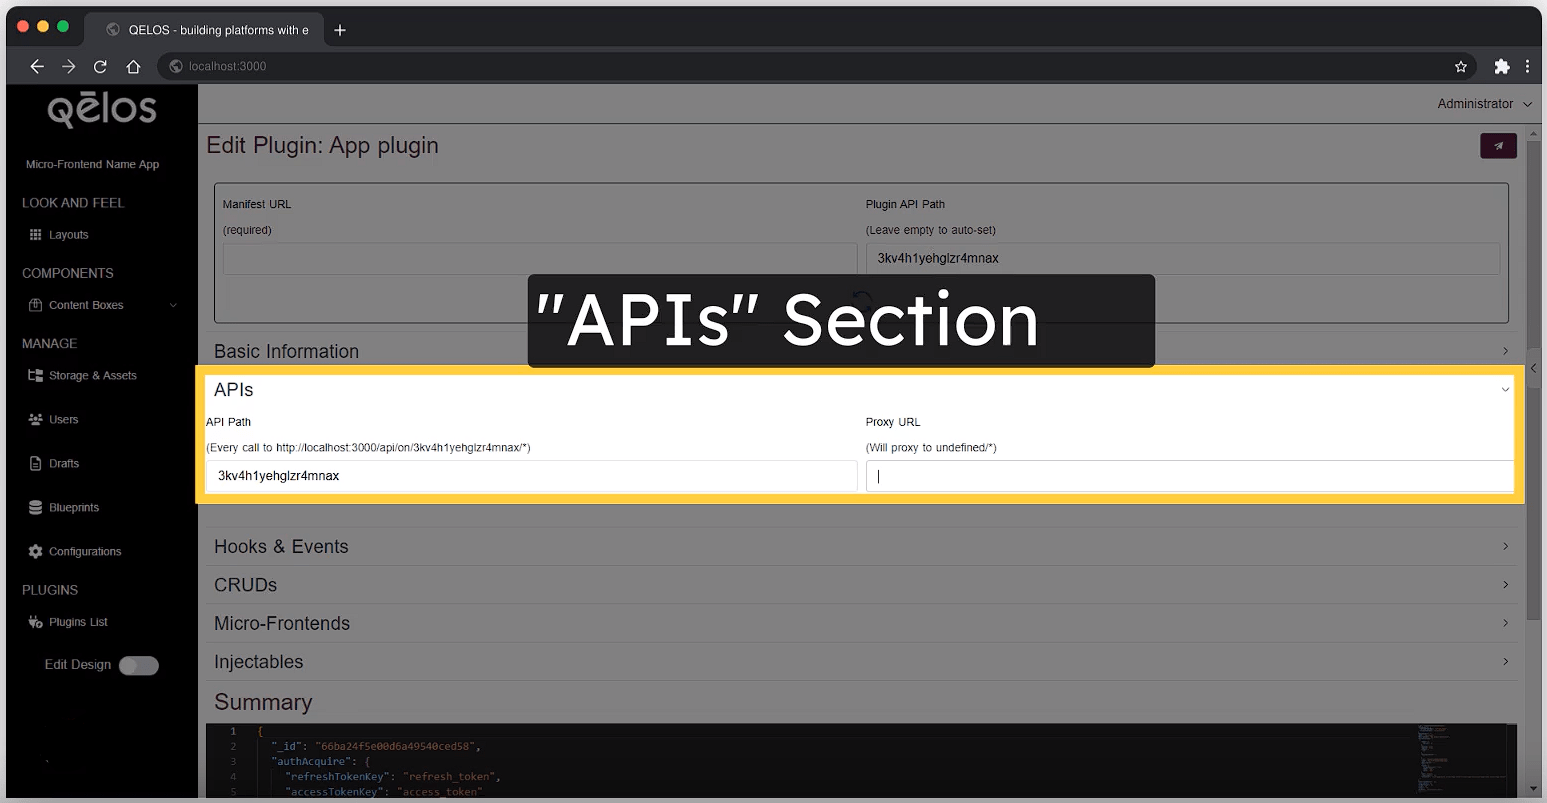 QELOS - building platforms with e
localhost:3000
Qēlos
Administrator
Micro-Frontend Name App
LOOK AND FEEL
Layouts
COMPONENTS
Content Boxes
MANAGE
Storage & Assets
Users
Drafts
Blueprints
Configurations
PLUGINS
Plugins List
Edit Design
Edit Plugin: App plugin
Manifest URL
(required)
Plugin API Path
(Leave empty to auto-set)
3kv4h1yehglzr4mnax
"APIs" Section
Basic Information
APIs
API Path
(Every call to http://localhost:3000/api/on/3kv4h1yehglzr4mnax/*)
3kv4h1yehglzr4mnax
Proxy URL
(Will proxy to undefined/*)
Hooks & Events
CRUDs
Micro-Frontends
Injectables
Summary
1 {
2 "_id": "66ba24f5e00d6a49540ced58",
3 "authAcquire": {
4 "refreshTokenKey": "refresh_token",
5 "accessTokenKey": "access_token"